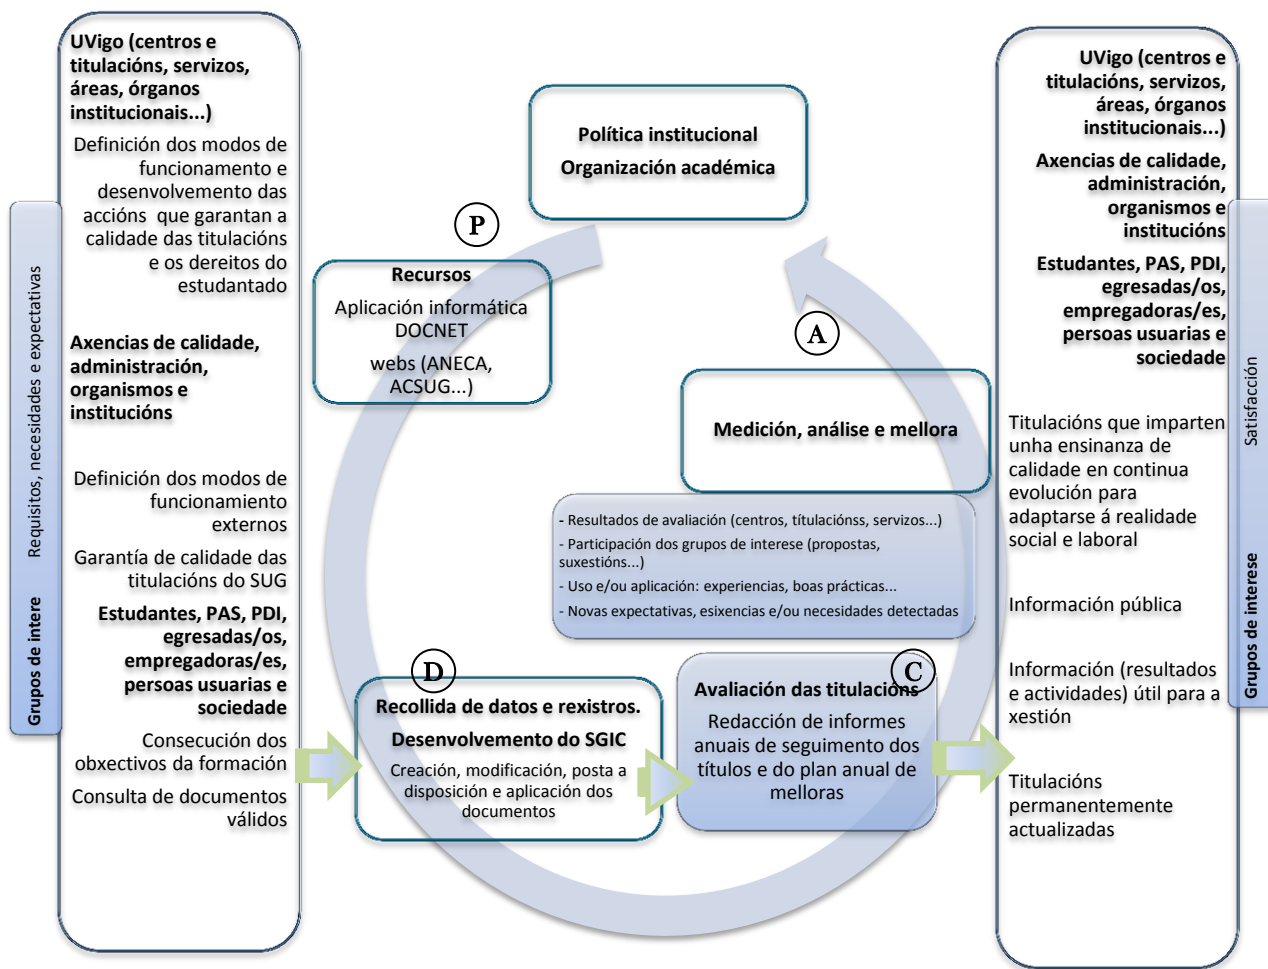 UVigo (centros e
titulacións, servizos,
áreas, órganos
institucionais...)
Definición dos modos de
funcionamento e
desenvolvemento das
accións que garantan a
calidade das titulacións
e os dereitos do
estudantado
Axencias de calidade,
administración,
organismos e
institucións
Definición dos modos de
funcionamiento
externos
Garantía de calidade das
titulacións do SUG
Estudantes, PAS, PDI,
egresadas/os,
empregadoras/es,
persoas usuarias e
sociedade
Consecución dos
obxectivos da formación
Consulta de documentos
válidos
Grupos de intere Requisitos, necesidades e expectativas
Política institucional
Organización académica
P
Recursos
Aplicación informática
DOCNET
webs (ANECA,
ACSUG...)
A
Medición, análise e mellora
- Resultados de avaliación (centros, títulaciónss, servizos...)
- Participación dos grupos de interese (propostas,
suxestións...)
- Uso e/ou aplicación: experiencias, boas prácticas...
- Novas expectativas, esixencias e/ou necesidades detectadas
D
Recollida de datos e rexistros.
Desenvolvemento do SGIC
Creación, modificación, posta a
disposición e aplicación dos
documentos
C
Avaliación das titulacións
Redacción de informes
anuais de seguimento dos
títulos e do plan anual de
melloras
UVigo (centros e
titulacións, servizos,
áreas, órganos
institucionais...)
Axencias de calidade,
administración,
organismos e
institucións
Estudantes, PAS, PDI,
egresadas/os,
empregadoras/es,
persoas usuarias e
sociedade
Titulacións que imparten
unha ensinanza de
calidade en continua
evolución para
adaptarse á realidade
social e laboral
Información pública
Información (resultados
e actividades) útil para a
xestión
Titulacións
permanentemente
actualizadas
Grupos de interese Satisfacción